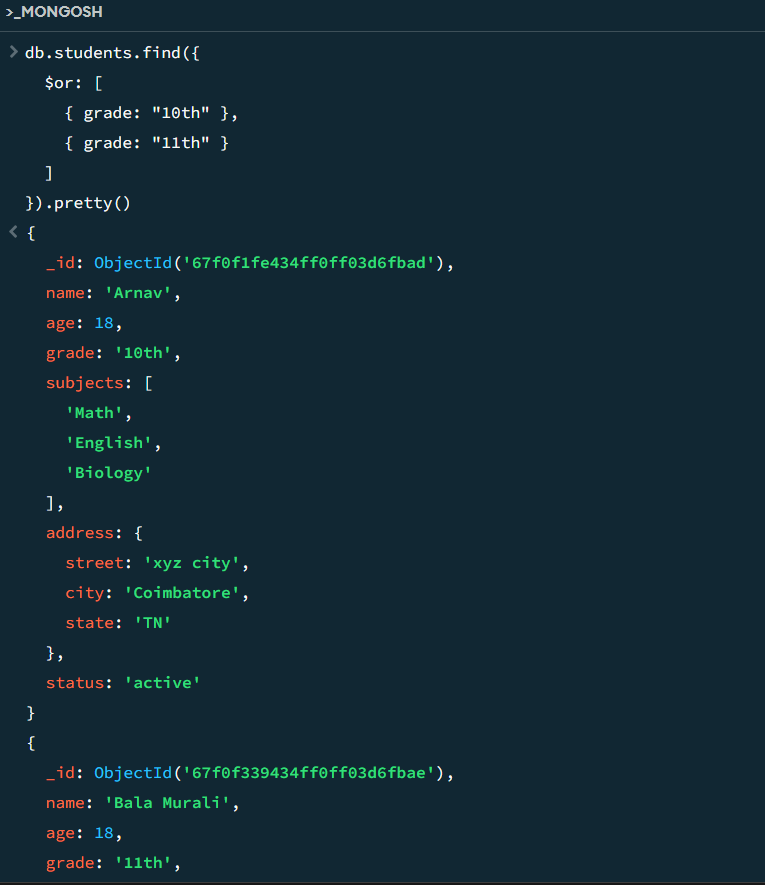 >_MONGOSH
> db.students.find({
$or: [
{ grade: "10th" },
{ grade: "11th" }
]
}).pretty()
< {
_id: ObjectId('67f0f1fe434ff0ff03d6fbad'),
name: 'Arnav',
age: 18,
grade: '10th',
subjects: [
'Math',
'English',
'Biology'
],
address: {
street: 'xyz city',
city: 'Coimbatore',
state: 'TN'
},
status: 'active'
}
{
_id: ObjectId('67f0f339434ff0ff03d6fbae'),
name: 'Bala Murali',
age: 18,
grade: '11th',